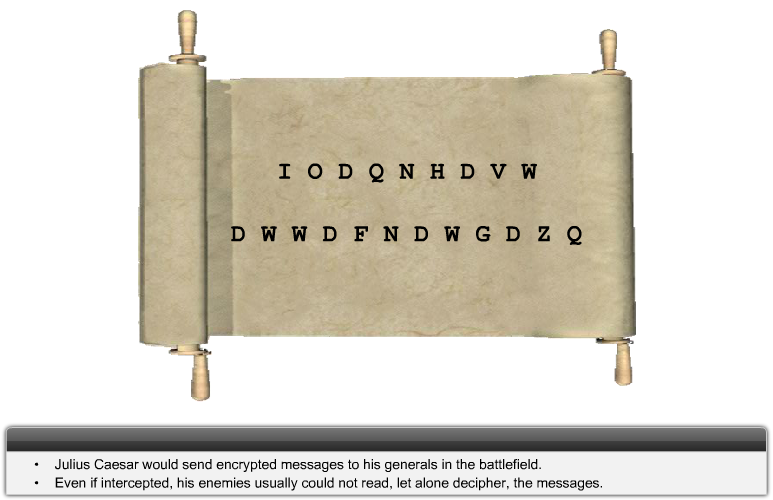 I O D Q N H D V W
D W W D F N D W G D Z Q
• Julius Caesar would send encrypted messages to his generals in the battlefield.
• Even if intercepted, his enemies usually could not read, let alone decipher, the messages.